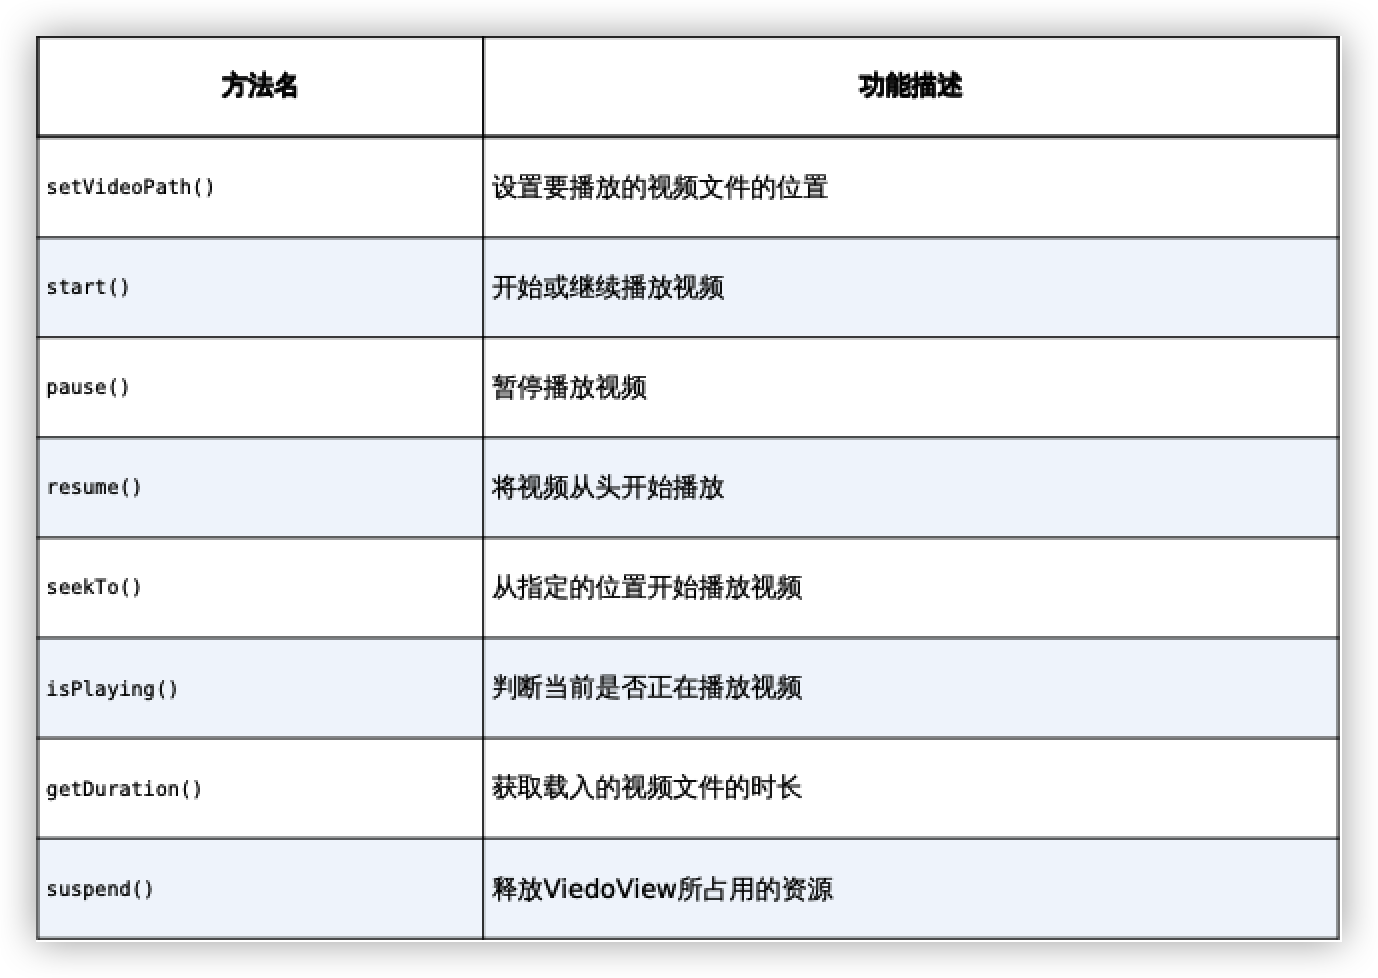 方法名 功能描述
setVideoPath() 设置要播放的视频文件的位置
start() 开始或继续播放视频
pause() 暂停播放视频
resume() 将视频从头开始播放
seekTo() 从指定的位置开始播放视频
isPlaying() 判断当前是否正在播放视频
getDuration() 获取载入的视频文件的时长
suspend() 释放ViedoView所占用的资源